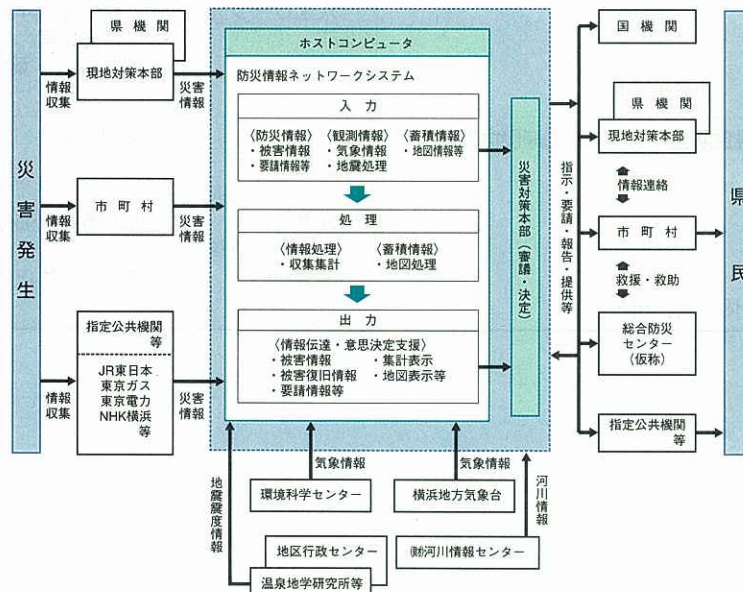 災害発生
情報
収集
県機関
現地対策本部
災害
情報
情報
収集
市町村
災害
情報
情報
収集
指定公共機関
等
JR東日本
東京ガス
東京電力
NHK横浜
等
災害
情報
ホストコンピュータ
防災情報ネットワークシステム
入力
〈防災情報〉 〈観測情報〉 〈蓄積情報〉
・被害情報 ・気象情報 ・地図情報等
・要請情報等 ・地震処理
処理
〈情報処理〉 〈蓄積情報〉
・収集集計 ・地図処理
出力
〈情報伝達・意思決定支援〉
・被害情報 ・集計表示
・被害復旧情報 ・地図表示等
・要請情報等
災害対策本部(審議・決定)
指示・要請・報告・提供等
国機関
県機関
現地対策本部
情報連絡
市町村
救援・救助
総合防災
センター
(仮称)
指定公共機関
等
県民
地震震度情報
気象情報
環境科学センター
気象情報
横浜地方気象台
河川情報
地区行政センター
温泉地学研究所等
㈶河川情報センター